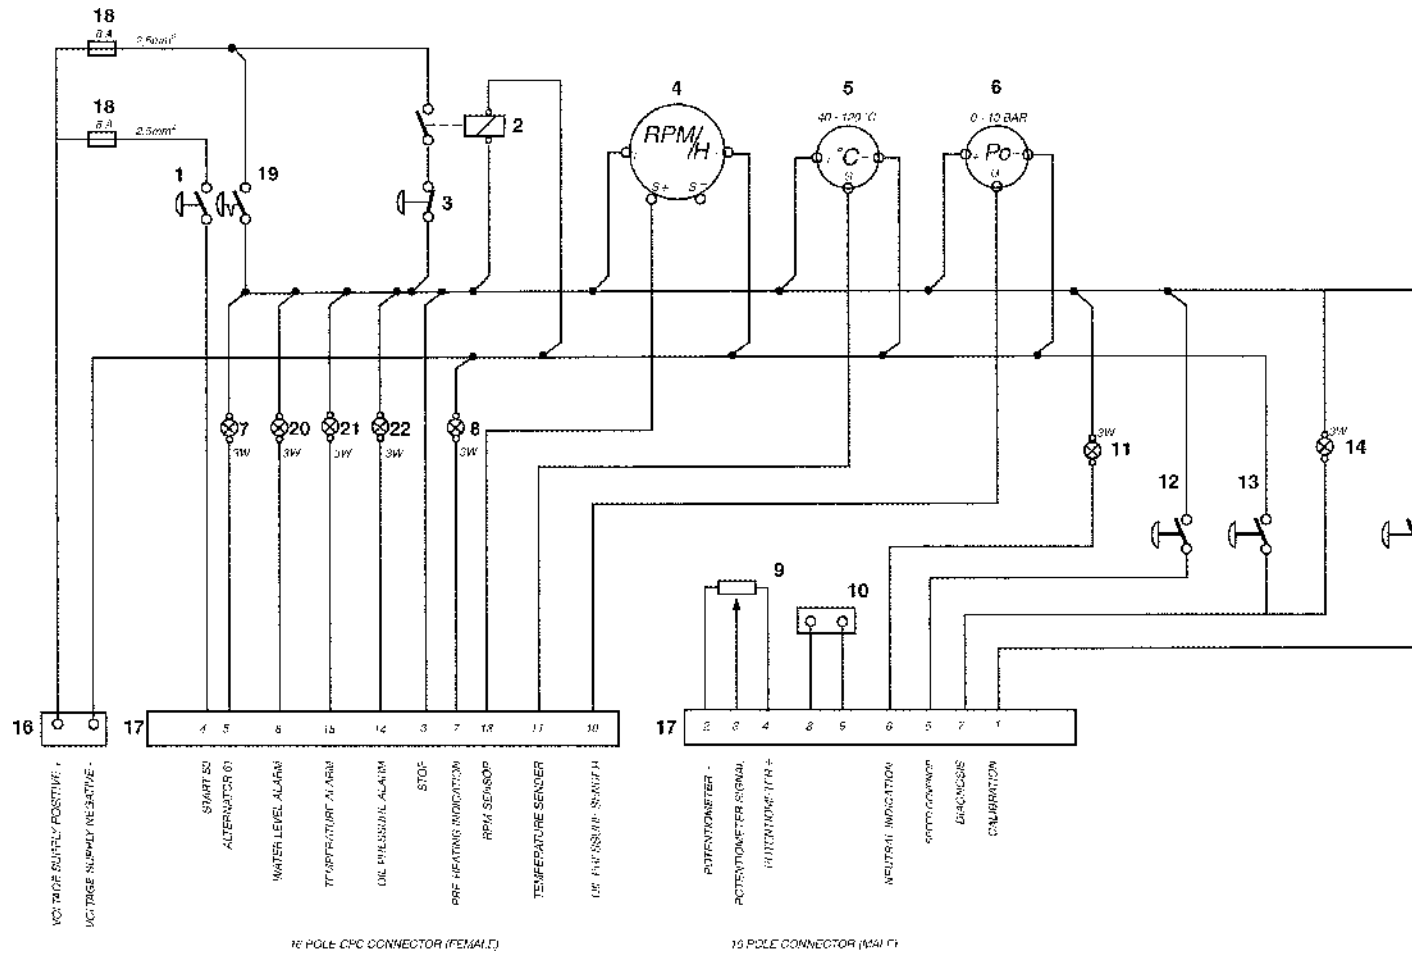 18
8 A
2,5mm²
18
8 A
2,5mm²
1
19
2
3
4
RPM/H
S+
S-
5
40 - 120 °C
+ °C -
S
6
0 - 10 BAR
+ Po -
7
3W
20
3W
21
3W
22
3W
8
3W
3W
11
12
13
3W
14
9
10
16
17
4
5
6
15
14
3
7
13
11
10
17
2
3
4
8
9
6
5
7
1
VOLTAGE SUPPLY POSITIVE +
VOLTAGE SUPPLY NEGATIVE -
START 50
ALTERNATOR 61
WATER LEVEL ALARM
TEMPERATURE ALARM
OIL PRESSURE ALARM
STOP
PRE-HEATING INDICATION
RPM SENSOR
TEMPERATURE SENDER
OIL PRESSURE SENDER
POTENTIOMETER -
POTENTIOMETER SIGNAL
POTENTIOMETER +
NEUTRAL INDICATION
DIAGNOSIS
CALIBRATION
16 POLE CPC CONNECTOR (FEMALE)
POLE CONNECTOR (MALE)